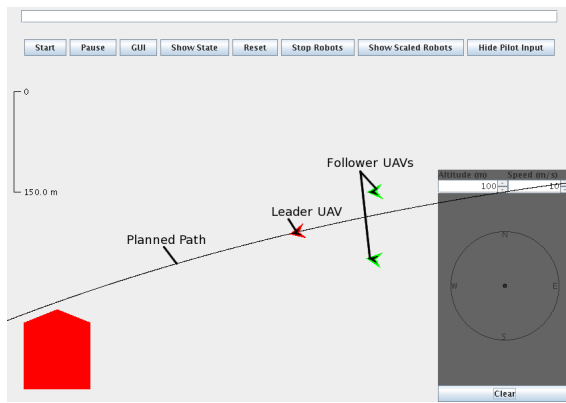 Start Pause GUI Show State Reset Stop Robots Show Scaled Robots Hide Pilot Input
0
150.0 m
Follower UAVs
Altitude (m) Speed (m/s)
100 10
Leader UAV
Planned Path
N
W E
S
Clear